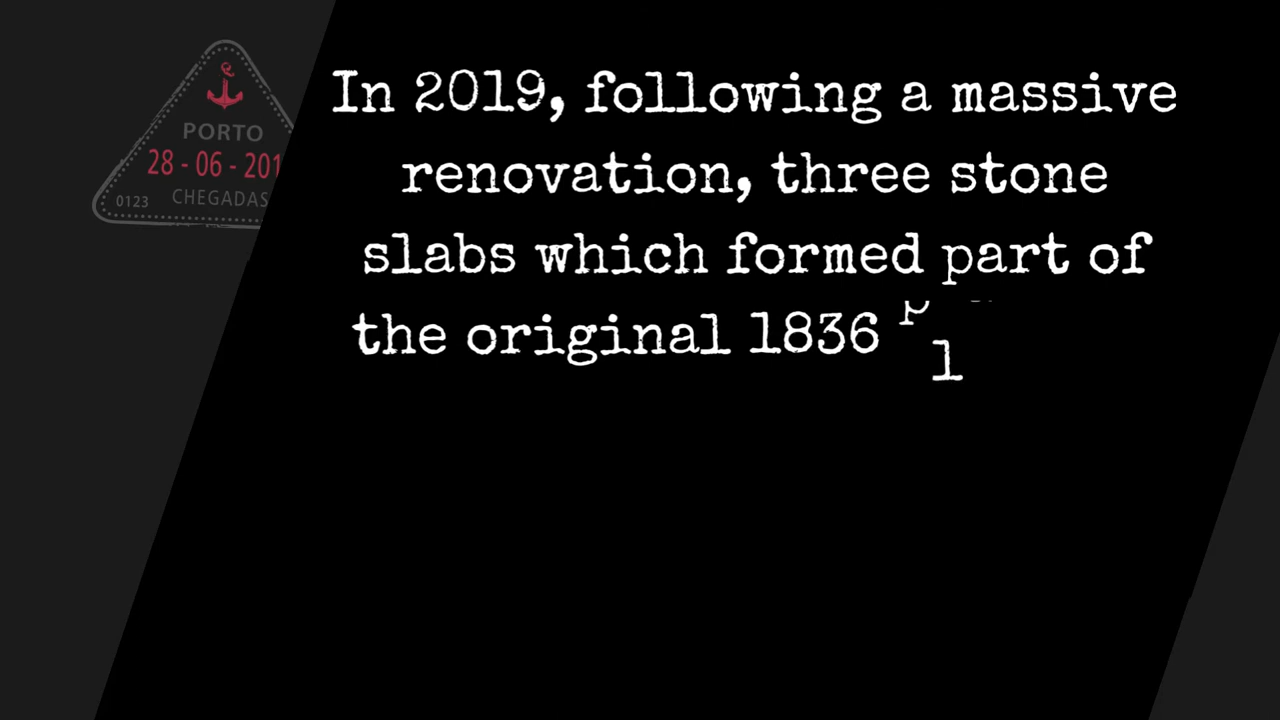 PORTO
28 - 06 - 201
0123 CHEGADAS
In 2019, following a massive
renovation, three stone
slabs which formed part of
the original 1836